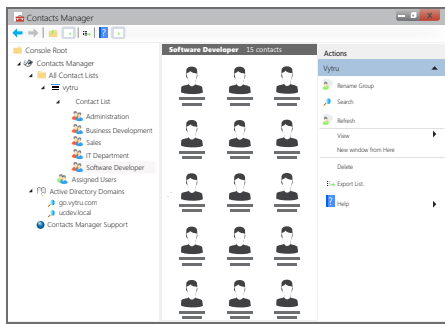 Contacts Manager
Console Root
Contacts Manager
All Contact Lists
vytru
Contact List
Administration
Business Development
Sales
IT Department
Software Developer
Assigned Users
Active Directory Domains
go.vytru.com
ucdev.local
Contacts Manager Support
Software Developer 15 contacts
Actions
Vytru
Rename Group
Search
Refresh
View
New window from Here
Delete
Export List.
Help